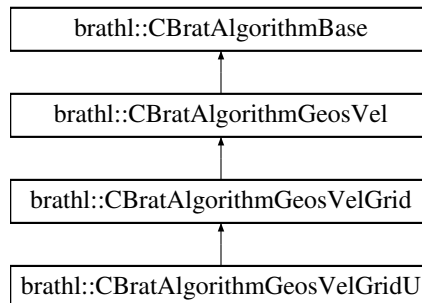 brathl::CBratAlgorithmBase
brathl::CBratAlgorithmGeosVel
brathl::CBratAlgorithmGeosVelGrid
brathl::CBratAlgorithmGeosVelGridU